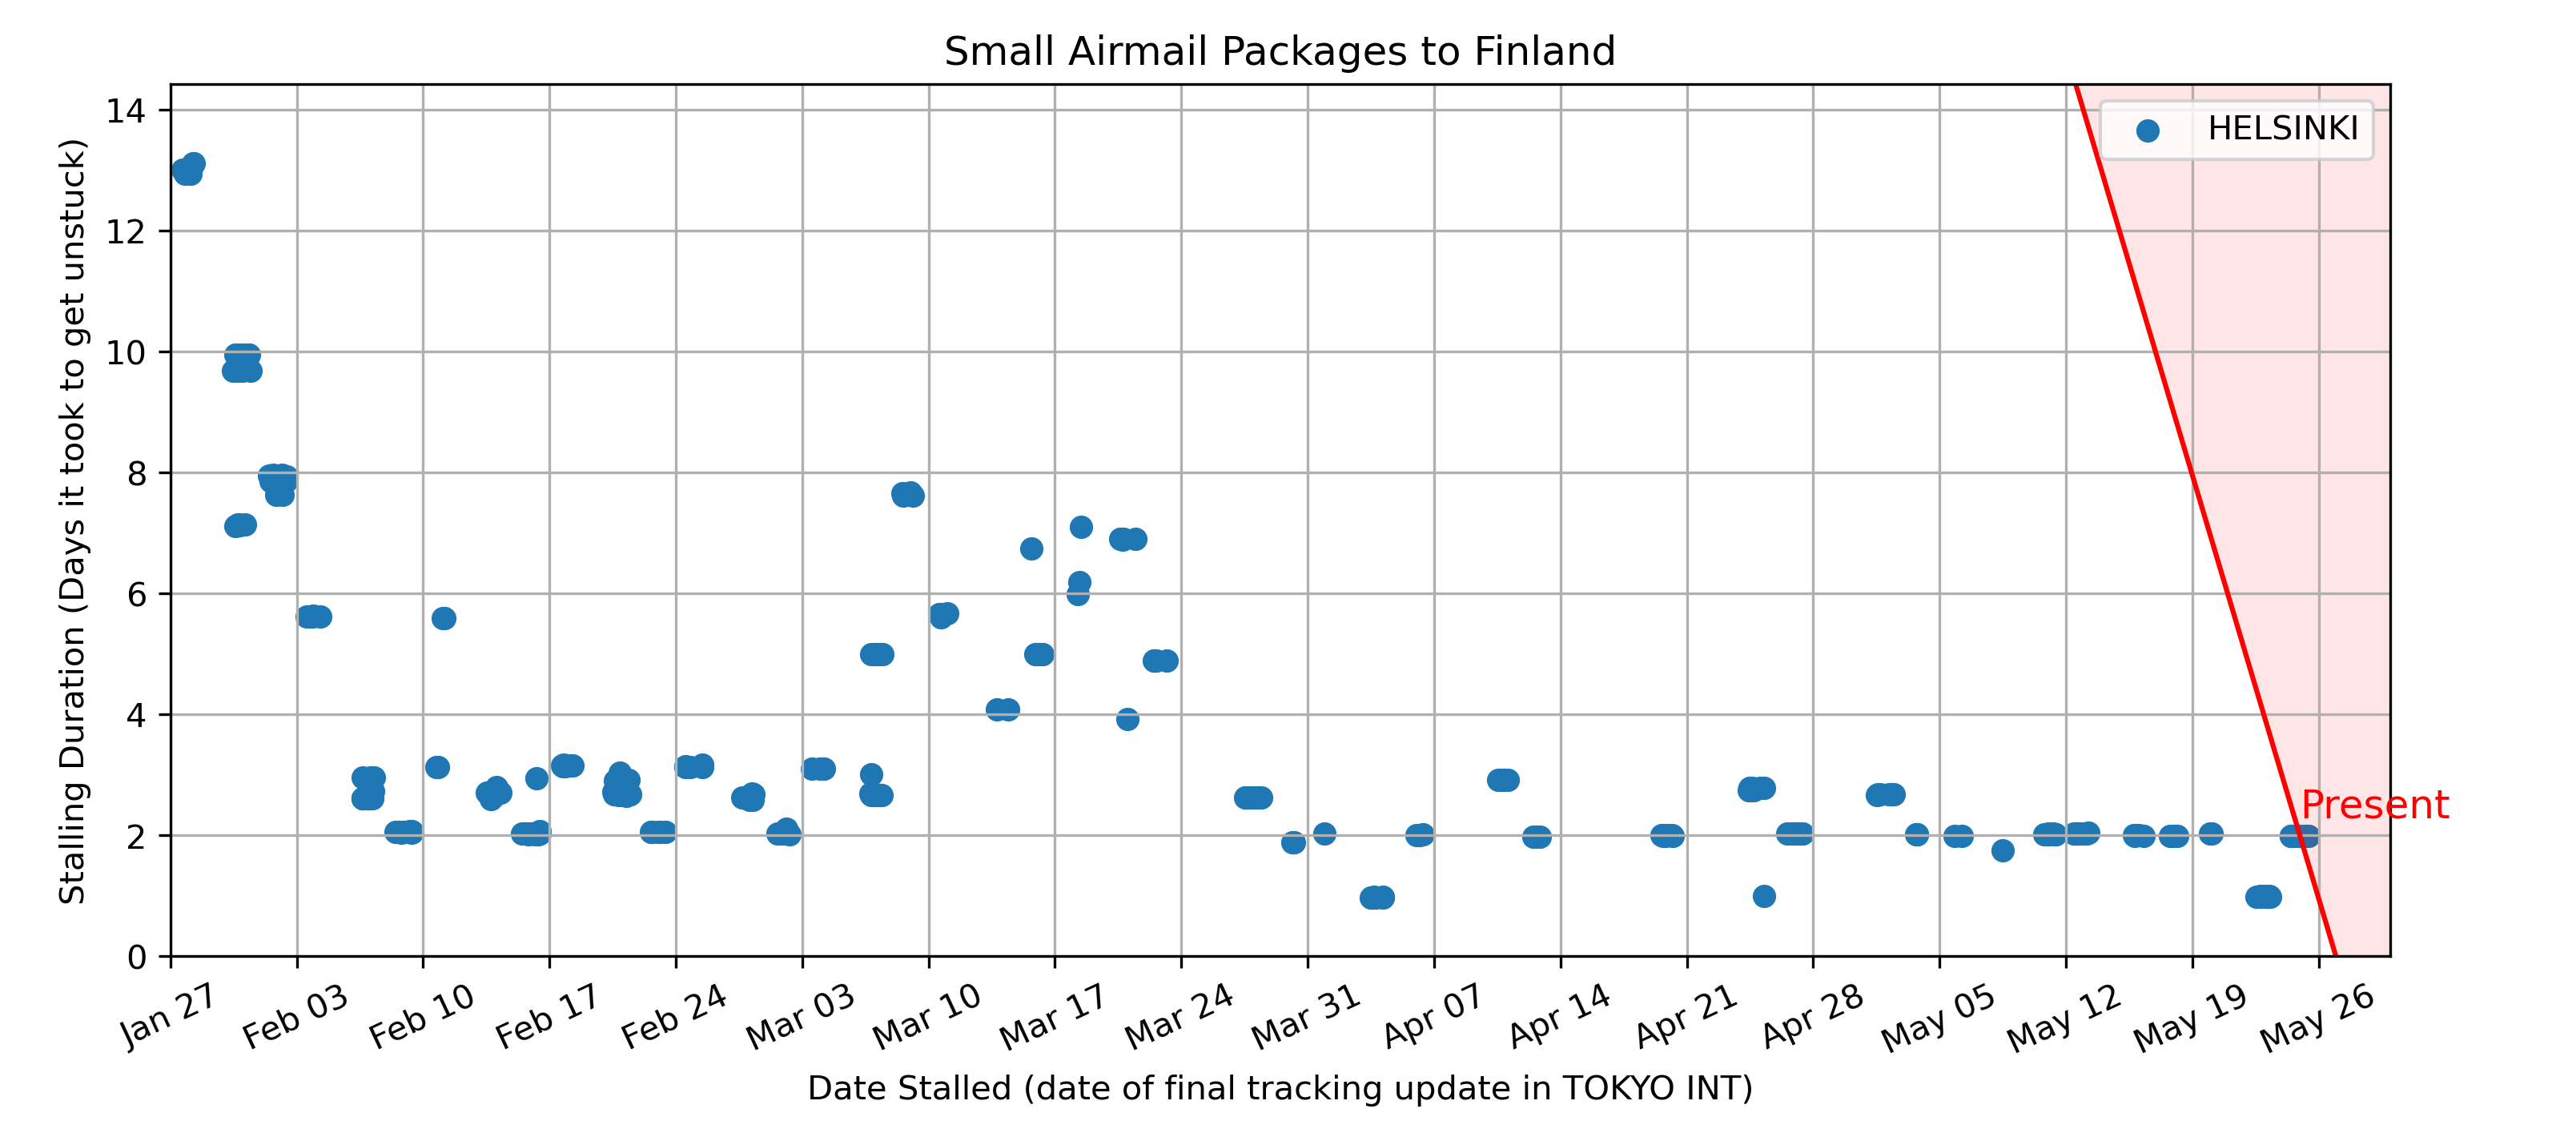 Small Airmail Packages to Finland
Stalling Duration (Days it took to get unstuck)
14
12
10
8
6
4
2
0
HELSINKI
Present
Jan 27
Feb 03
Feb 10
Feb 17
Feb 24
Mar 03
Mar 10
Mar 17
Mar 24
Mar 31
Apr 07
Apr 14
Apr 21
Apr 28
May 05
May 12
May 19
May 26
Date Stalled (date of final tracking update in TOKYO INT)